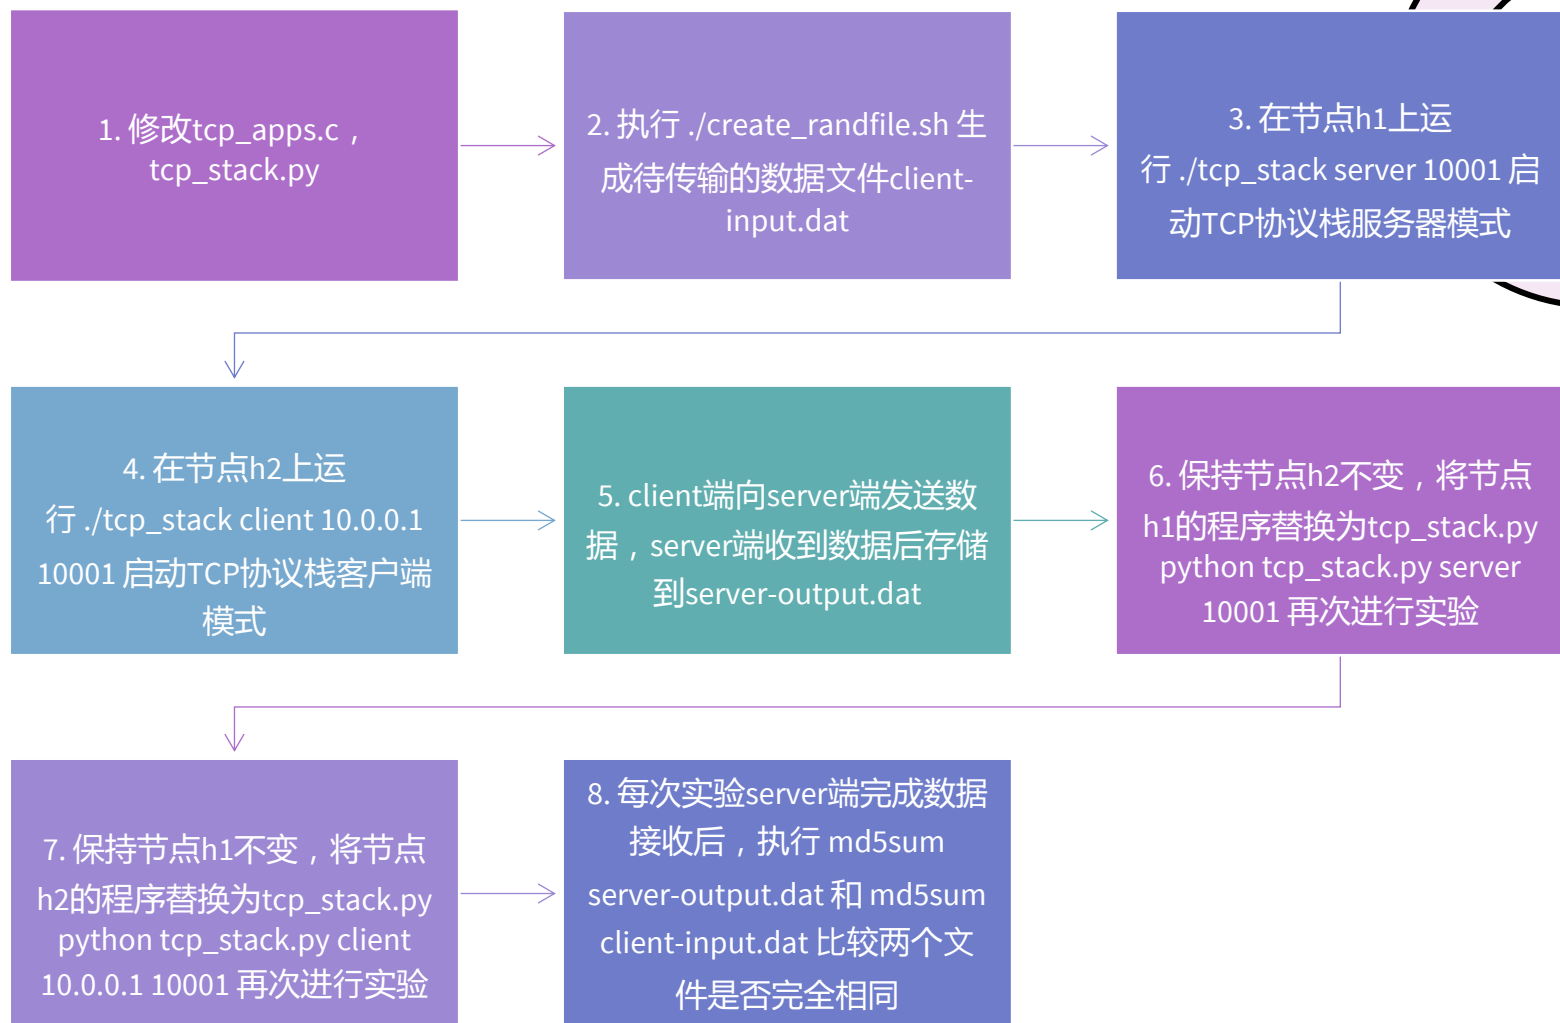 1. 修改tcp_apps.c，
tcp_stack.py
2. 执行 ./create_randfile.sh 生
成待传输的数据文件client-
input.dat
3. 在节点h1上运
行 ./tcp_stack server 10001 启
动TCP协议栈服务器模式
4. 在节点h2上运
行 ./tcp_stack client 10.0.0.1
10001 启动TCP协议栈客户端
模式
5. client端向server端发送数
据，server端收到数据后存储
到server-output.dat
6. 保持节点h2不变，将节点
h1的程序替换为tcp_stack.py
python tcp_stack.py server
10001 再次进行实验
7. 保持节点h1不变，将节点
h2的程序替换为tcp_stack.py
python tcp_stack.py client
10.0.0.1 10001 再次进行实验
8. 每次实验server端完成数据
接收后，执行 md5sum
server-output.dat 和 md5sum
client-input.dat 比较两个文
件是否完全相同